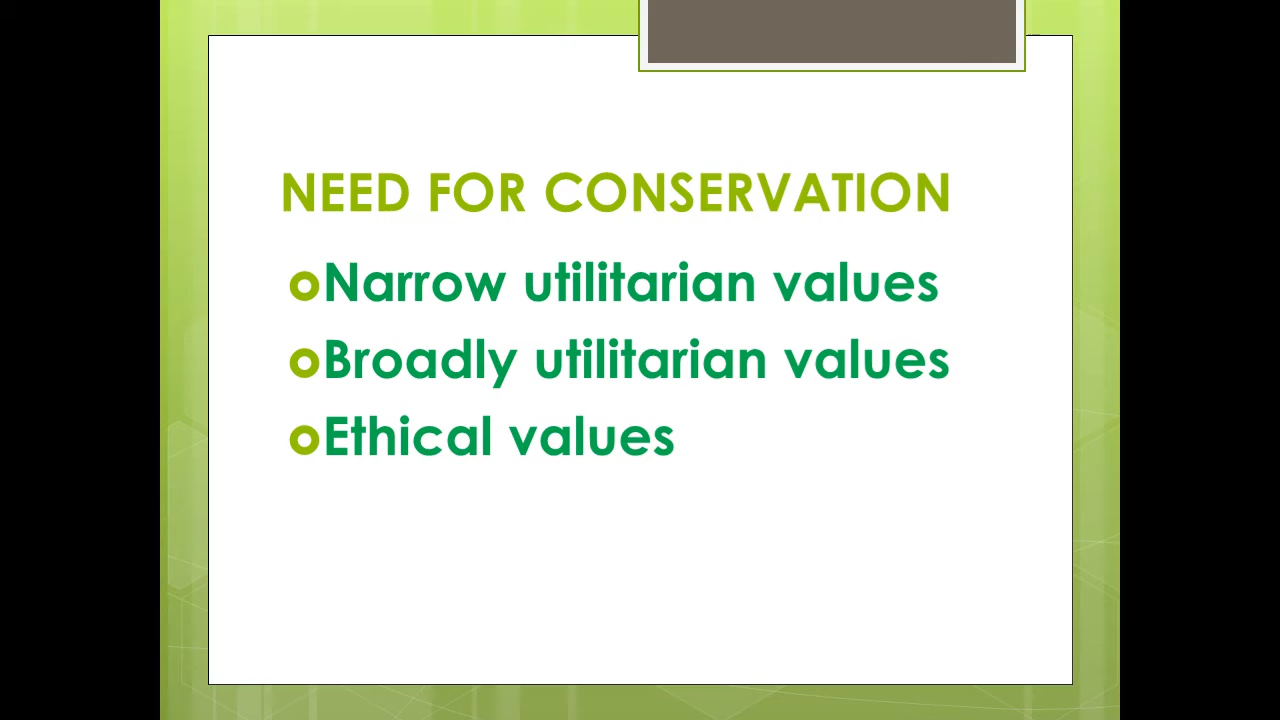 NEED FOR CONSERVATION
Narrow utilitarian values
Broadly utilitarian values
Ethical values